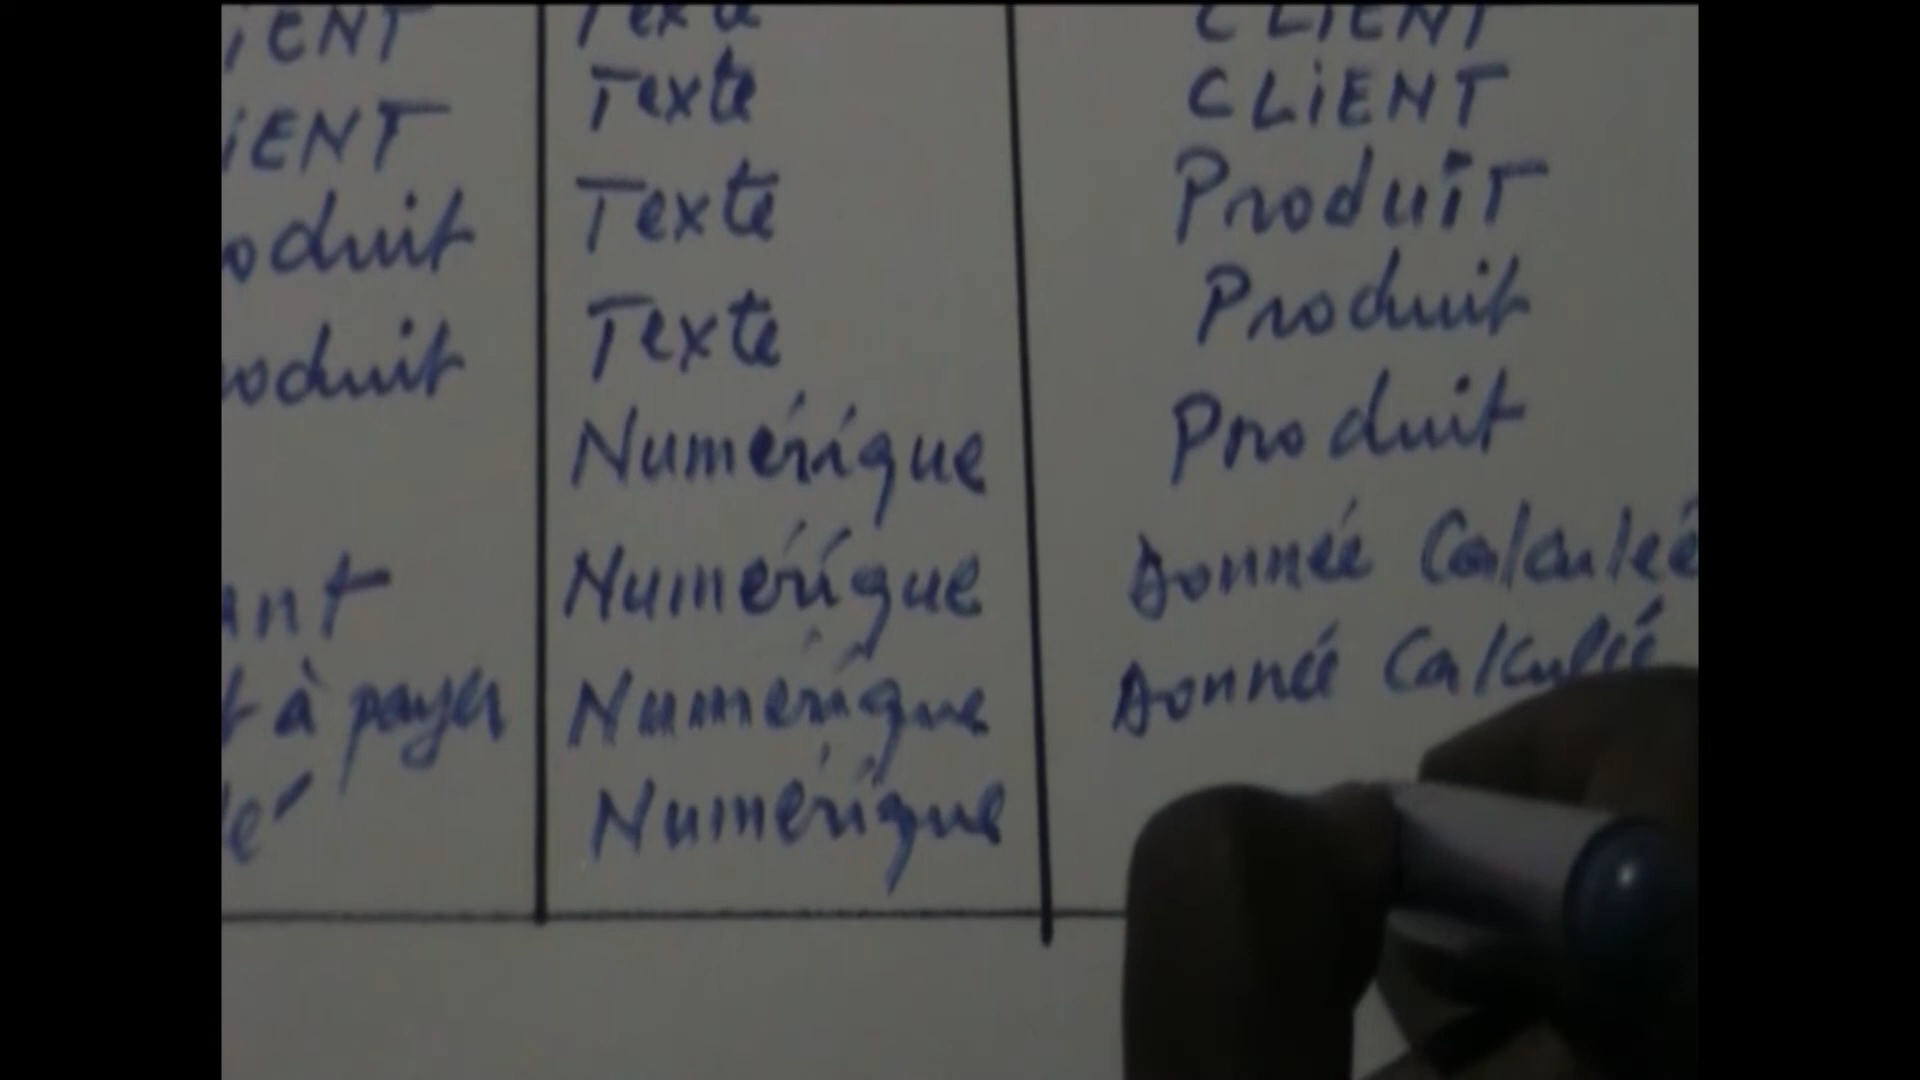 iENT Texte CLiENT
iENT Texte CLiENT
oduit Texte Produit
oduit Texte Produit
Numérique Produit
ant Numérique Donnée Calculée
t à payer Numérique Donnée Calculée
Numérique